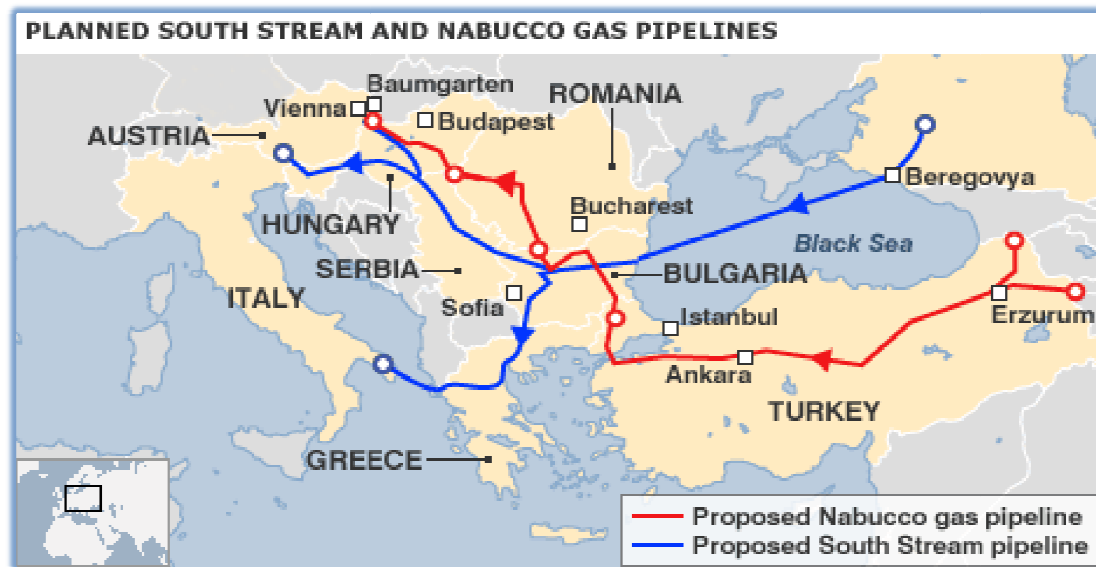 PLANNED SOUTH STREAM AND NABUCCO GAS PIPELINES
Baumgarten
Vienna
ROMANIA
Budapest
AUSTRIA
Beregovya
Bucharest
HUNGARY
Black Sea
SERBIA
BULGARIA
ITALY
Sofia
Istanbul
Erzurum
Ankara
TURKEY
GREECE
Proposed Nabucco gas pipeline
Proposed South Stream pipeline